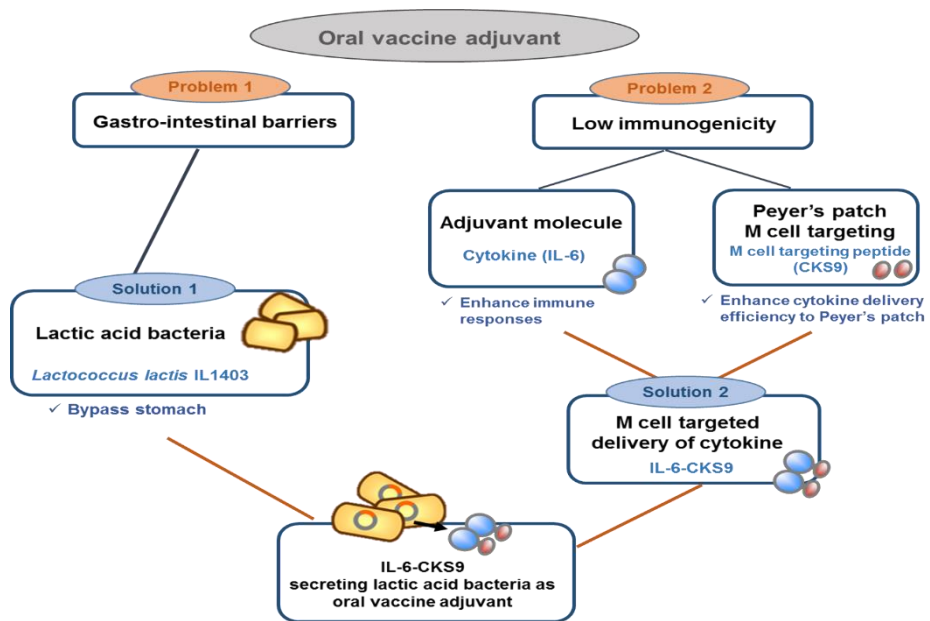 Oral vaccine adjuvant
Problem 1
Gastro-intestinal barriers
Problem 2
Low immunogenicity
Adjuvant molecule
Cytokine (IL-6)
✓ Enhance immune
responses
Peyer's patch
M cell targeting
M cell targeting peptide
(CKS9)
✓ Enhance cytokine delivery
efficiency to Peyer's patch
Solution 1
Lactic acid bacteria
Lactococcus lactis IL1403
✓ Bypass stomach
Solution 2
M cell targeted
delivery of cytokine
IL-6-CKS9
IL-6-CKS9
secreting lactic acid bacteria as
oral vaccine adjuvant